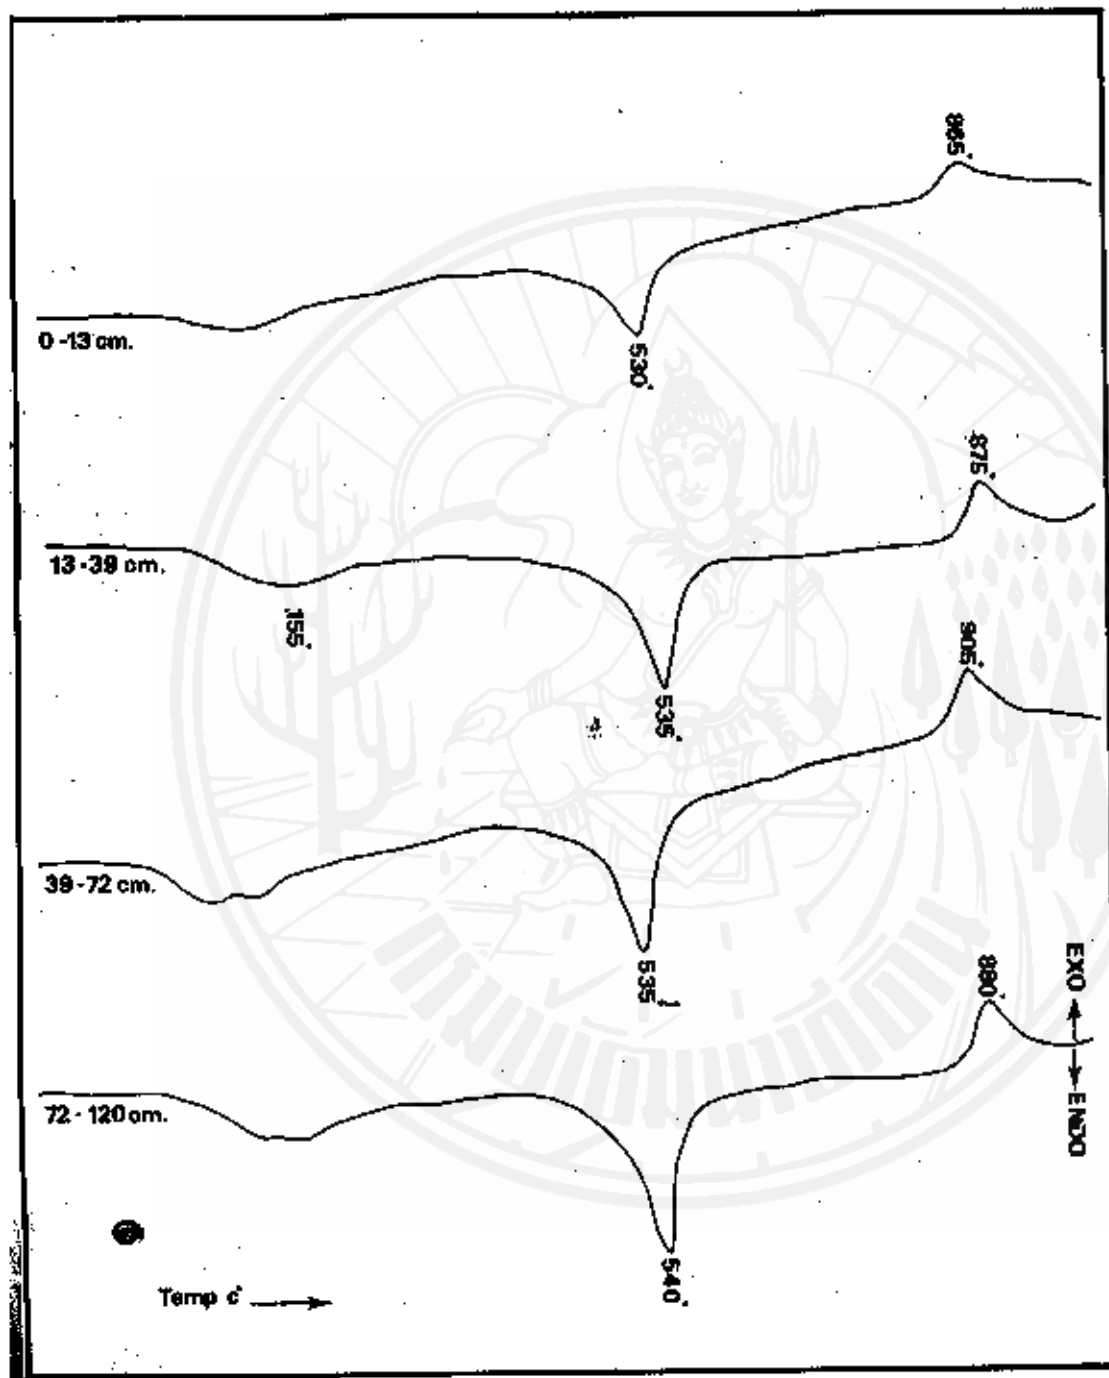 865°
0 -13 cm.
530°
875°
13 -39 cm.
155°
535°
905°
39 -72 cm.
535°
EXO ←→ ENDO
880°
72 - 120 cm.
540°
Temp c° →